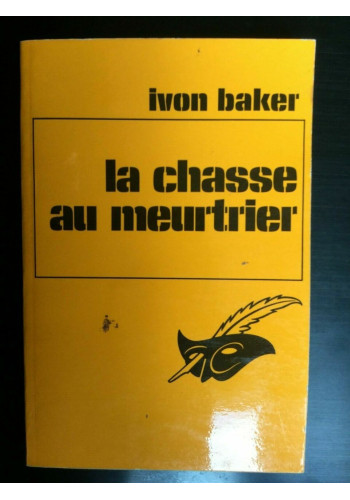 ivon baker
la chasse
au meurtrier